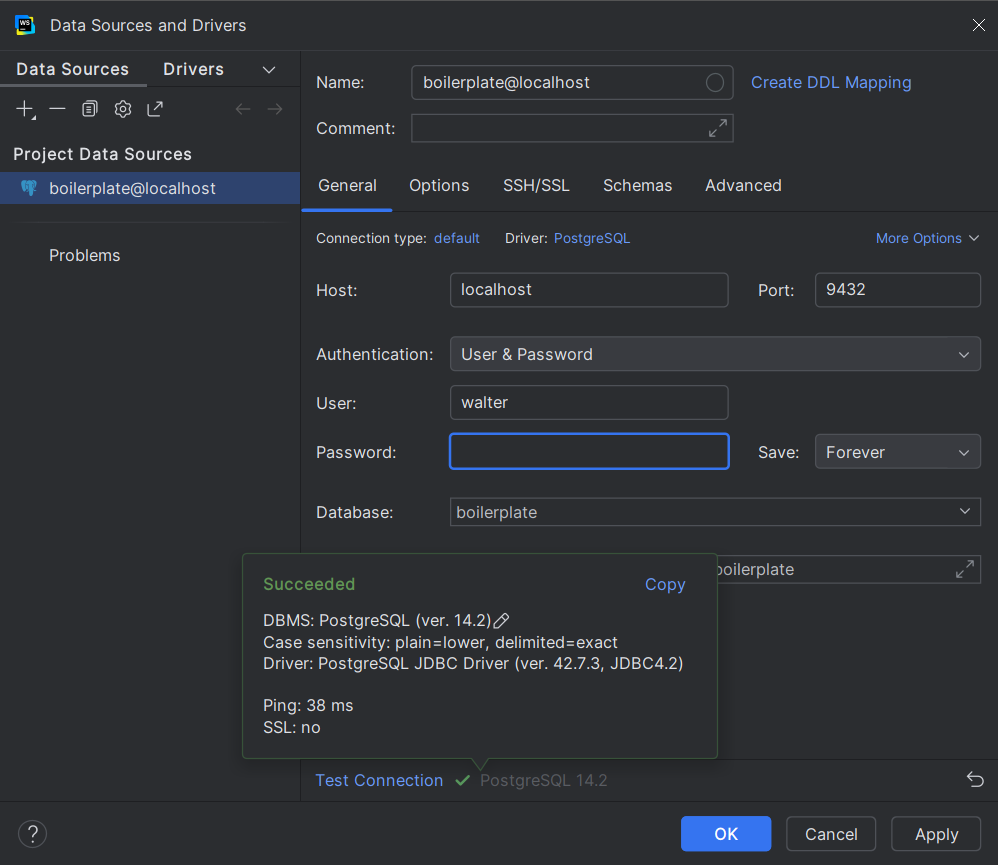 WS
Data Sources and Drivers
Data Sources Drivers
Name: boilerplate@localhost Create DDL Mapping
Comment:
Project Data Sources
boilerplate@localhost
Problems
General Options SSH/SSL Schemas Advanced
Connection type: default Driver: PostgreSQL More Options
Host: localhost Port: 9432
Authentication: User & Password
User: walter
Password: Save: Forever
Database: boilerplate
boilerplate
Succeeded Copy
DBMS: PostgreSQL (ver. 14.2)
Case sensitivity: plain=lower, delimited=exact
Driver: PostgreSQL JDBC Driver (ver. 42.7.3, JDBC4.2)
Ping: 38 ms
SSL: no
Test Connection PostgreSQL 14.2
? OK Cancel Apply